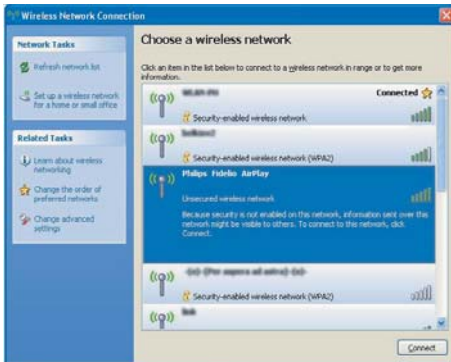 Wireless Network Connection
Network Tasks
Refresh network list
Set up a wireless network
for a home or small office
Related Tasks
Learn about wireless
networking
Change the order of
preferred networks
Change advanced
settings
Choose a wireless network
Click an item in the list below to connect to a wireless network in range or to get more
information.
Connected
Security-enabled wireless network
Security-enabled wireless network (WPA2)
Philips Fidelio AirPlay
Unsecured wireless network
Because security is not enabled on this network, information sent over this
network might be visible to others. To connect to this network, click
Connect.
Security-enabled wireless network (WPA2)
Connect